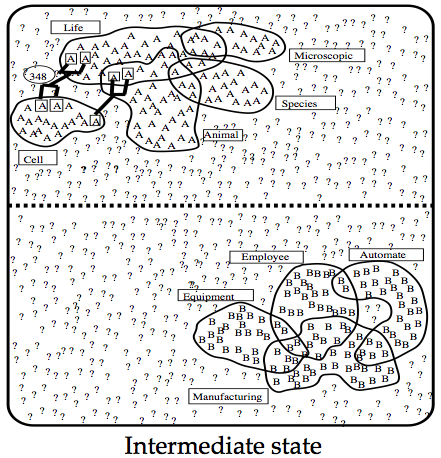 Life
Microscopic
348
Species
Animal
Cell
Employee
Automate
Equipment
Manufacturing
Intermediate state